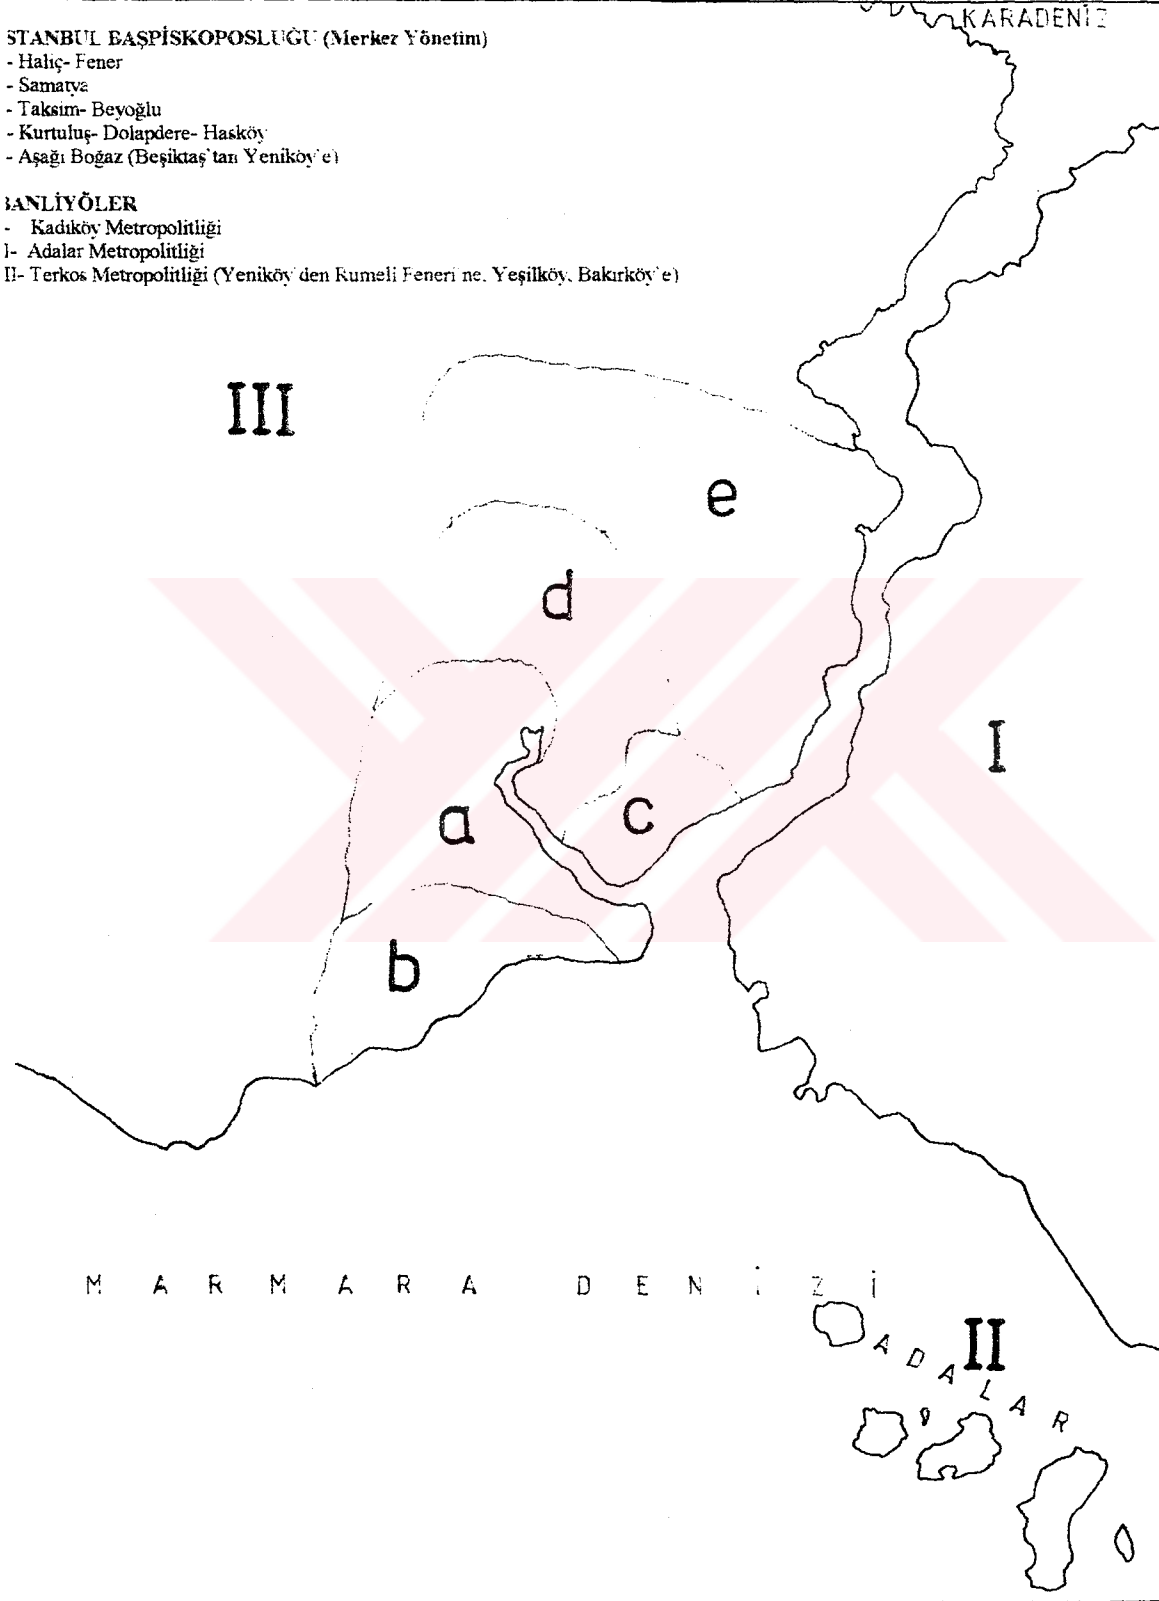 KARADENİZ
STANBUL BAŞPİSKOPOSLUĞU (Merkez Yönetim)
- Haliç- Fener
- Samatya
- Taksim- Beyoğlu
- Kurtuluş- Dolapdere- Hasköy
- Aşağı Boğaz (Beşiktaş'tan Yeniköy'e)
BANLİYÖLER
- Kadıköy Metropolitliği
I- Adalar Metropolitliği
II- Terkos Metropolitliği (Yeniköy'den Rumeli Feneri'ne, Yeşilköy, Bakırköy'e)
III
e
d
I
c
a
b
MARMARA DENİZİ
II
ADALAR